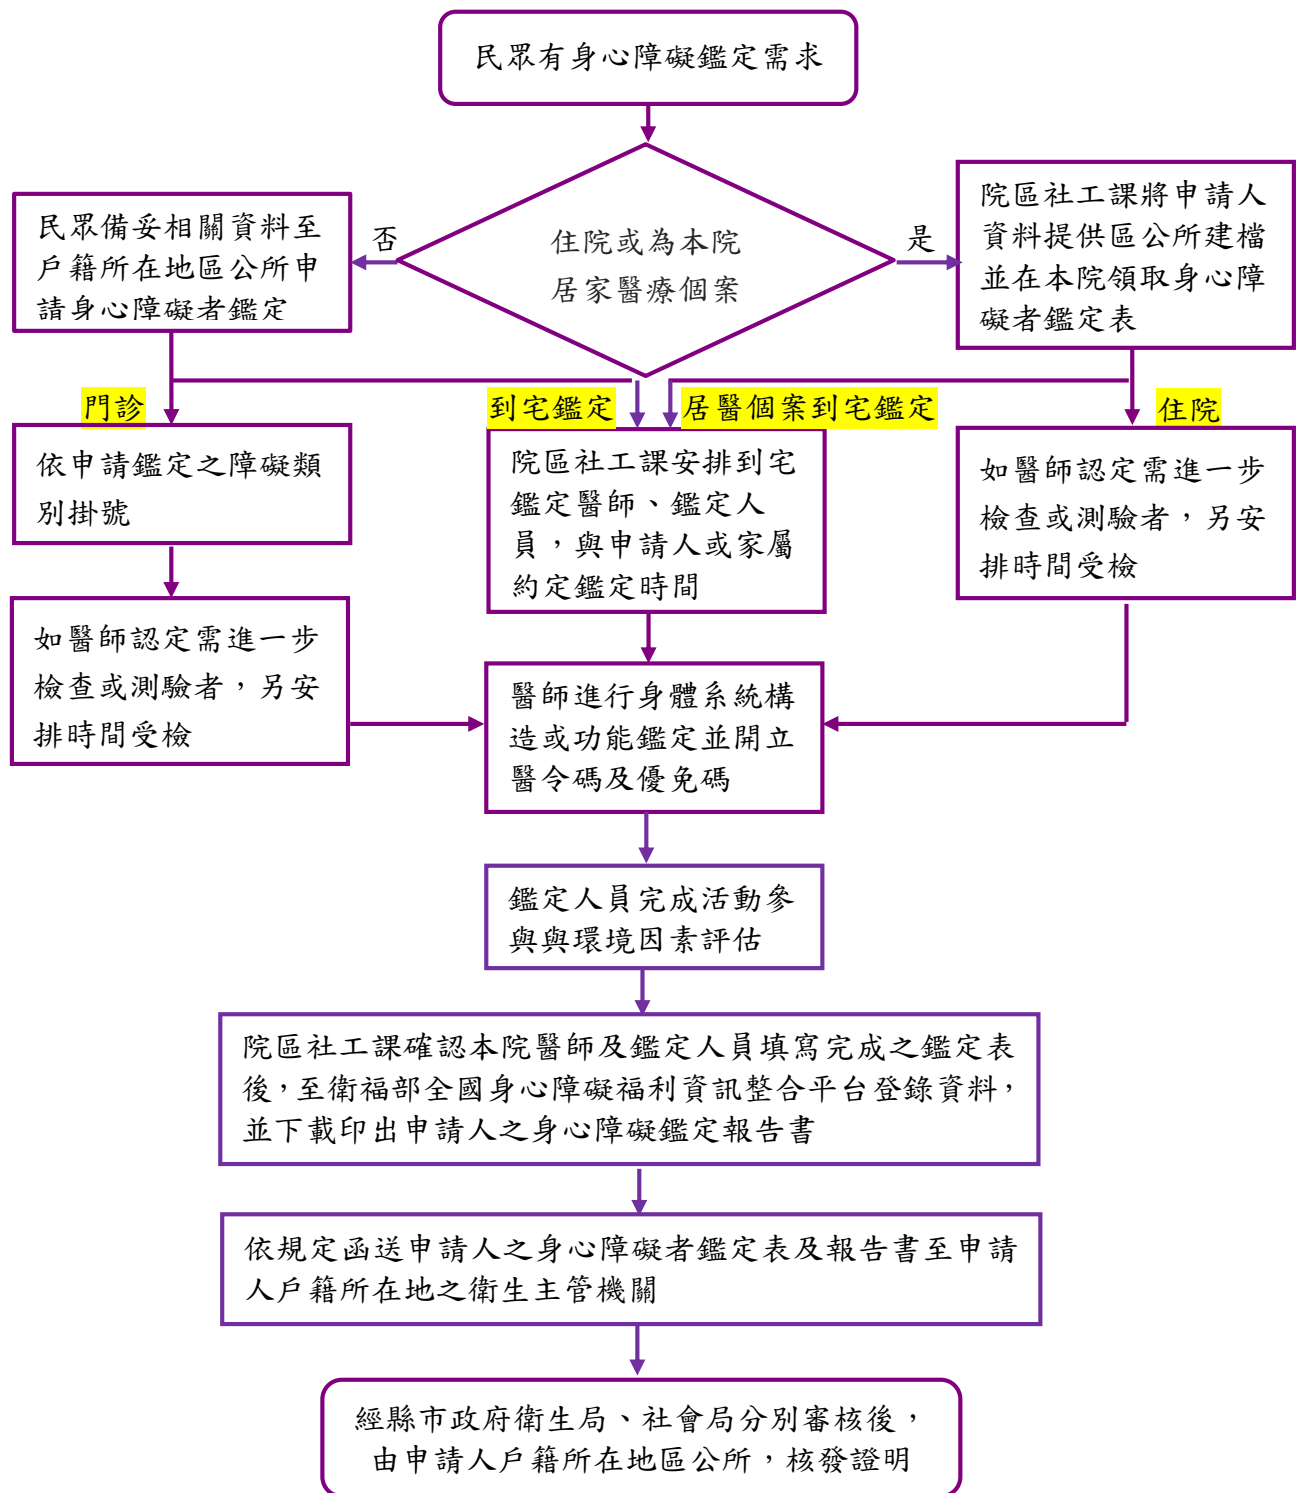 民眾有身心障礙鑑定需求
住院或為本院
居家醫療個案
否
是
民眾備妥相關資料至
戶籍所在地區公所申
請身心障礙者鑑定
院區社工課將申請人
資料提供區公所建檔
並在本院領取身心障
礙者鑑定表
門診
到宅鑑定
居醫個案到宅鑑定
住院
依申請鑑定之障礙類
別掛號
院區社工課安排到宅
鑑定醫師、鑑定人
員，與申請人或家屬
約定鑑定時間
如醫師認定需進一步
檢查或測驗者，另安
排時間受檢
如醫師認定需進一步
檢查或測驗者，另安
排時間受檢
醫師進行身體系統構
造或功能鑑定並開立
醫令碼及優免碼
鑑定人員完成活動參
與與環境因素評估
院區社工課確認本院醫師及鑑定人員填寫完成之鑑定表
後，至衛福部全國身心障礙福利資訊整合平台登錄資料，
並下載印出申請人之身心障礙鑑定報告書
依規定函送申請人之身心障礙者鑑定表及報告書至申請
人戶籍所在地之衛生主管機關
經縣市政府衛生局、社會局分別審核後，
由申請人戶籍所在地區公所，核發證明